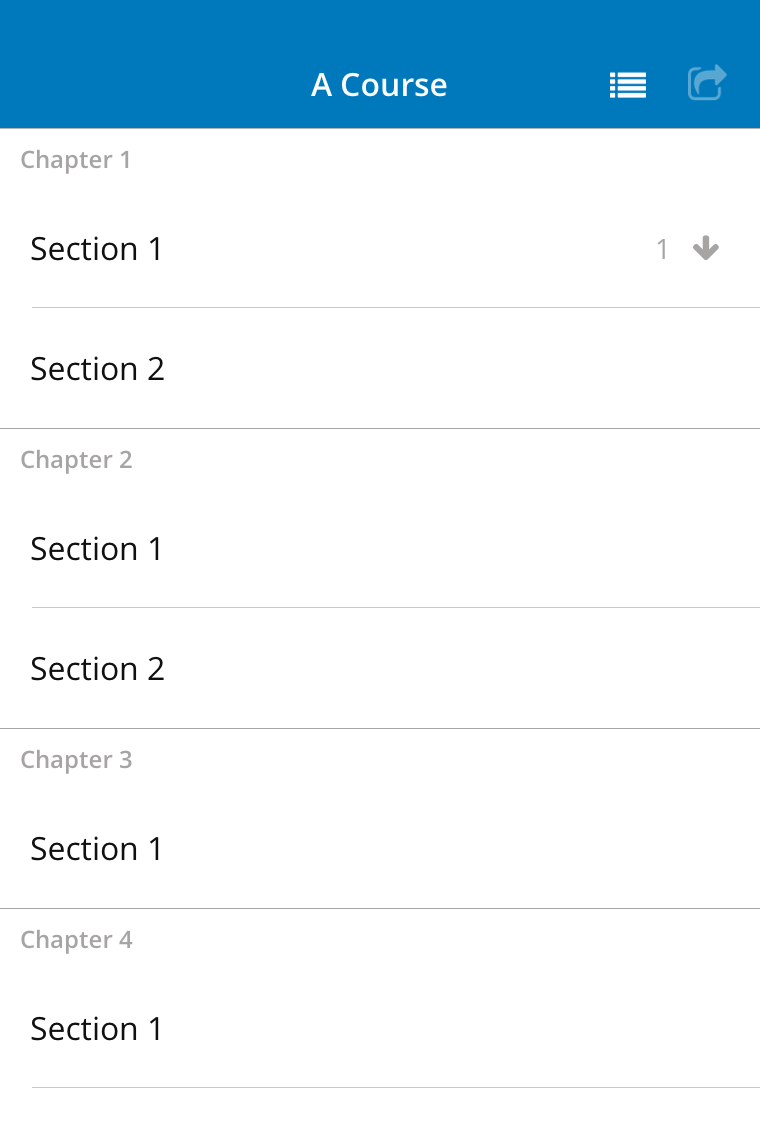 A Course
Chapter 1
Section 1 1
Section 2
Chapter 2
Section 1
Section 2
Chapter 3
Section 1
Chapter 4
Section 1